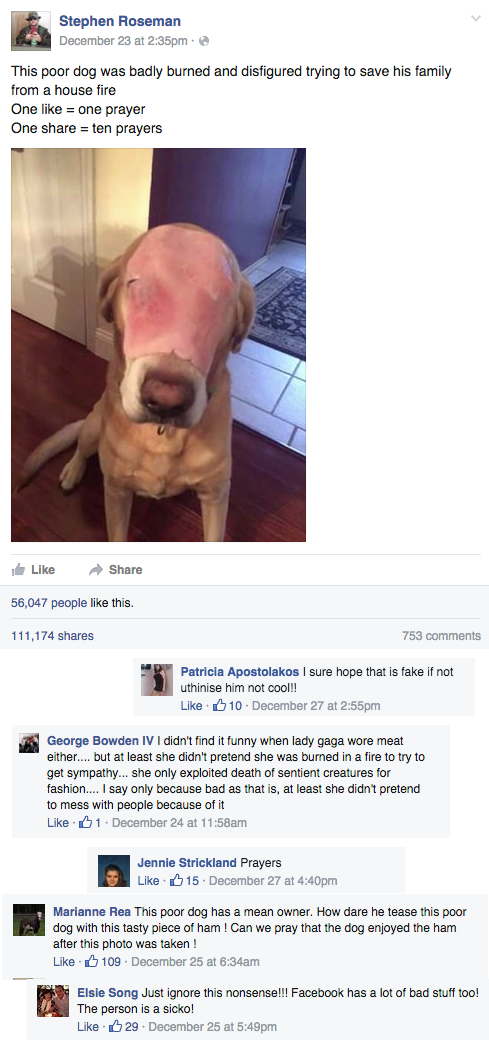 Stephen Roseman
December 23 at 2:35pm ·
This poor dog was badly burned and disfigured trying to save his family
from a house fire
One like = one prayer
One share = ten prayers
Like Share
56,047 people like this.
111,174 shares 753 comments
Patricia Apostolakos I sure hope that is fake if not
uthinise him not cool!!
Like · 10 · December 27 at 2:55pm
George Bowden IV I didn't find it funny when lady gaga wore meat
either.... but at least she didn't pretend she was burned in a fire to try to
get sympathy... she only exploited death of sentient creatures for
fashion.... I say only because bad as that is, at least she didn't pretend
to mess with people because of it
Like · 1 · December 24 at 11:58am
Jennie Strickland Prayers
Like · 15 · December 27 at 4:40pm
Marianne Rea This poor dog has a mean owner. How dare he tease this poor
dog with this tasty piece of ham ! Can we pray that the dog enjoyed the ham
after this photo was taken !
Like · 109 · December 25 at 6:34am
Elsie Song Just ignore this nonsense!!! Facebook has a lot of bad stuff too!
The person is a sicko!
Like · 29 · December 25 at 5:49pm